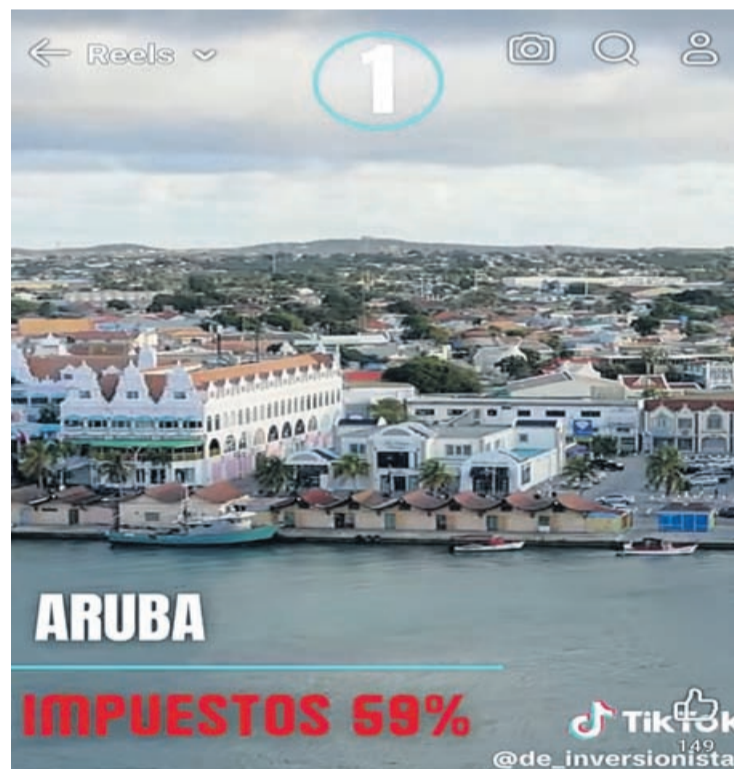 Reels
1
ARUBA
IMPUESTOS 59%
TikTok
149
@de_inversionista